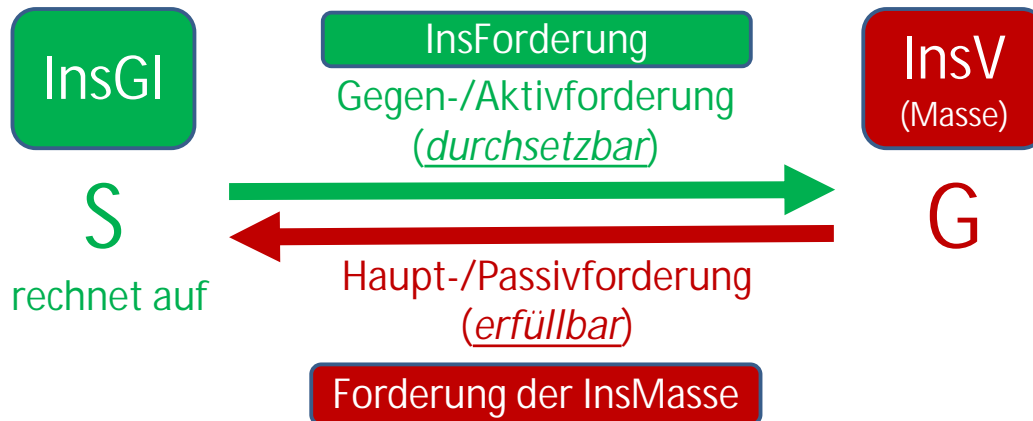 InsGl
InsForderung
InsV
(Masse)
Gegen-/Aktivforderung
(durchsetzbar)
S
G
rechnet auf
Haupt-/Passivforderung
(erfüllbar)
Forderung der InsMasse